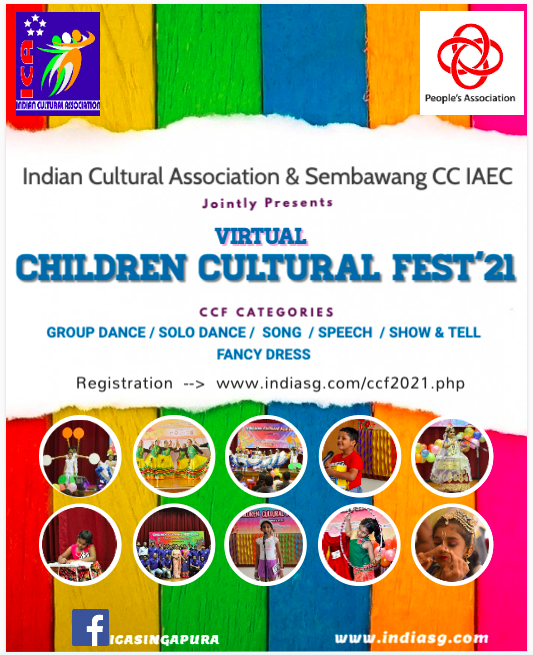 ICA
INDIAN CULTURAL ASSOCIATION
People's Association
Indian Cultural Association & Sembawang CC IAEC
Jointly Presents
VIRTUAL
CHILDREN CULTURAL FEST'21
CCF CATEGORIES
GROUP DANCE / SOLO DANCE / SONG / SPEECH / SHOW & TELL
FANCY DRESS
Registration --> www.indiasg.com/ccf2021.php
f ICASINGAPURA
www.indiasg.com